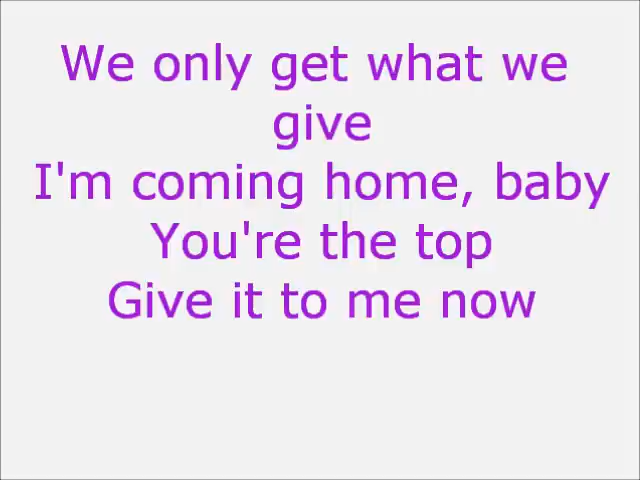 We only get what we
give
I'm coming home, baby
You're the top
Give it to me now